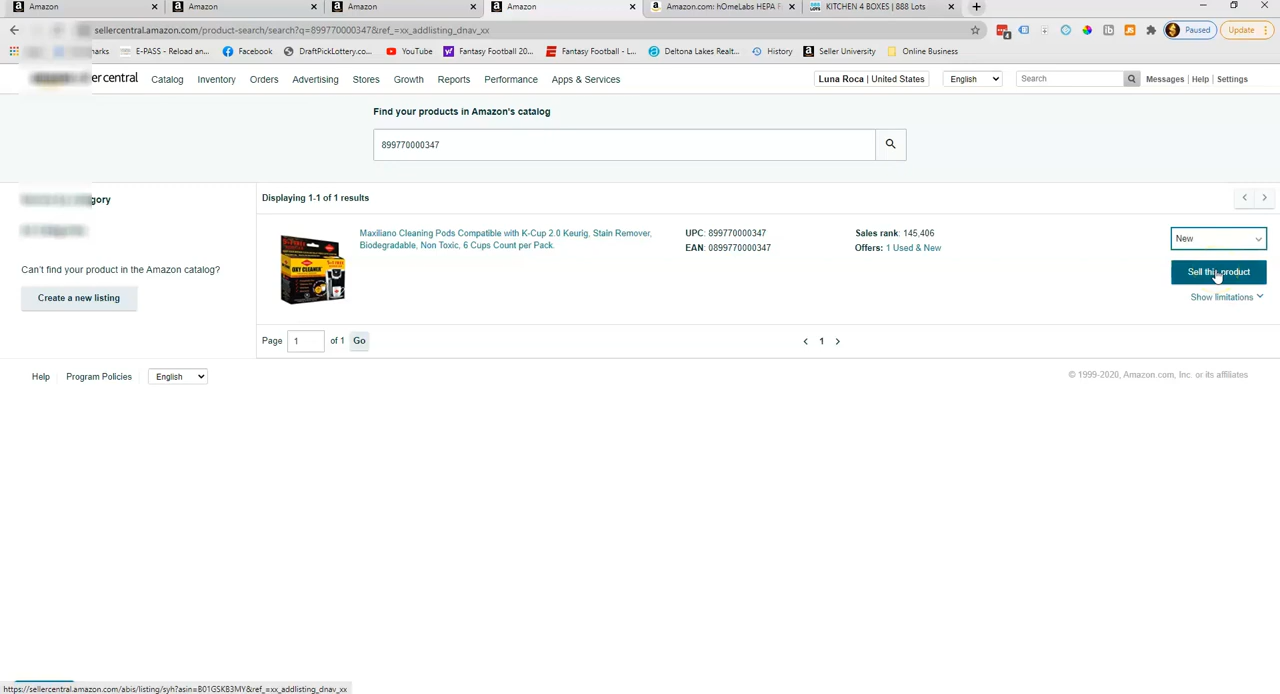 Amazon
Amazon
Amazon
Amazon
Amazon.com: hOmeLabs HEPA F
KITCHEN 4 BOXES | 888 Lots
sellercentral.amazon.com/product-search/search?q=899770000347&ref_=xx_addlisting_dnav_xx
Paused
Update
E-PASS - Reload an...
Facebook
DraftPickLottery.co...
YouTube
Fantasy Football 20...
Fantasy Football - L...
Deltona Lakes Realt...
History
Seller University
Online Business
Catalog
Inventory
Orders
Advertising
Stores
Growth
Reports
Performance
Apps & Services
Luna Roca | United States
English
Search
Messages | Help | Settings
Find your products in Amazon's catalog
899770000347
Displaying 1-1 of 1 results
Can't find your product in the Amazon catalog?
Create a new listing
OXY CLEANER
Maxiliano Cleaning Pods Compatible with K-Cup 2.0 Keurig, Stain Remover,
Biodegradable, Non Toxic, 6 Cups Count per Pack.
UPC: 899770000347
EAN: 0899770000347
Sales rank: 145,406
Offers: 1 Used & New
New
Sell this product
Show limitations
Page 1 of 1 Go
1
Help
Program Policies
English
© 1999-2020, Amazon.com, Inc. or its affiliates
https://sellercentral.amazon.com/abis/listing/syh?asin=B01GSKB3MY&ref_=xx_addlisting_dnav_xx